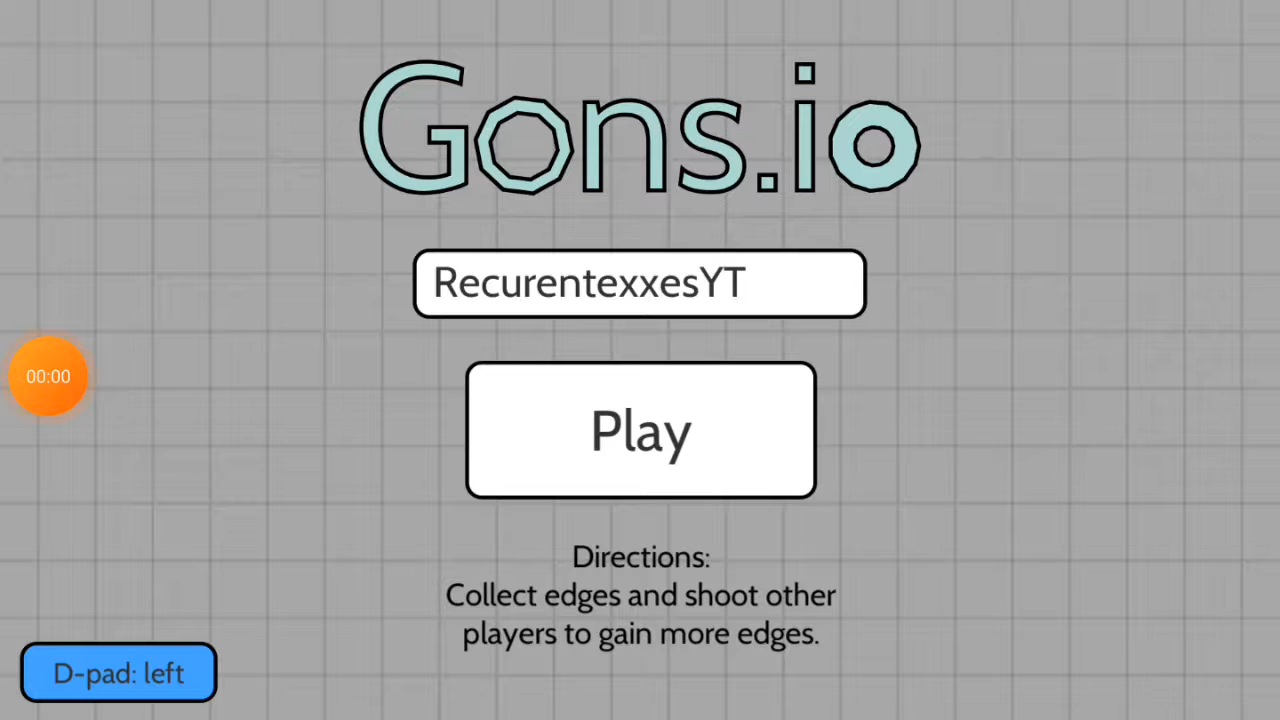 Gons.io
RecurentexxesYT
00:00
Play
Directions:
Collect edges and shoot other
players to gain more edges.
D-pad: left